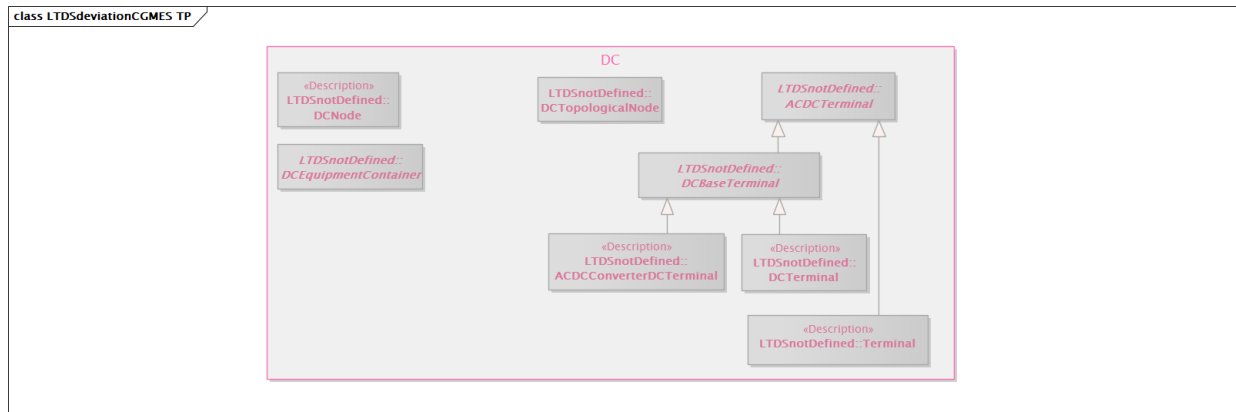 class LTDSdeviationCGMES TP
DC
«Description»
LTDSnotDefined::
DCNode
LTDSnotDefined::
DCTopologicalNode
LTDSnotDefined::
ACDCTerminal
LTDSnotDefined::
DCEquipmentContainer
LTDSnotDefined::
DCBaseTerminal
«Description»
LTDSnotDefined::
ACDCConverterDCTerminal
«Description»
LTDSnotDefined::
DCTerminal
«Description»
LTDSnotDefined::Terminal